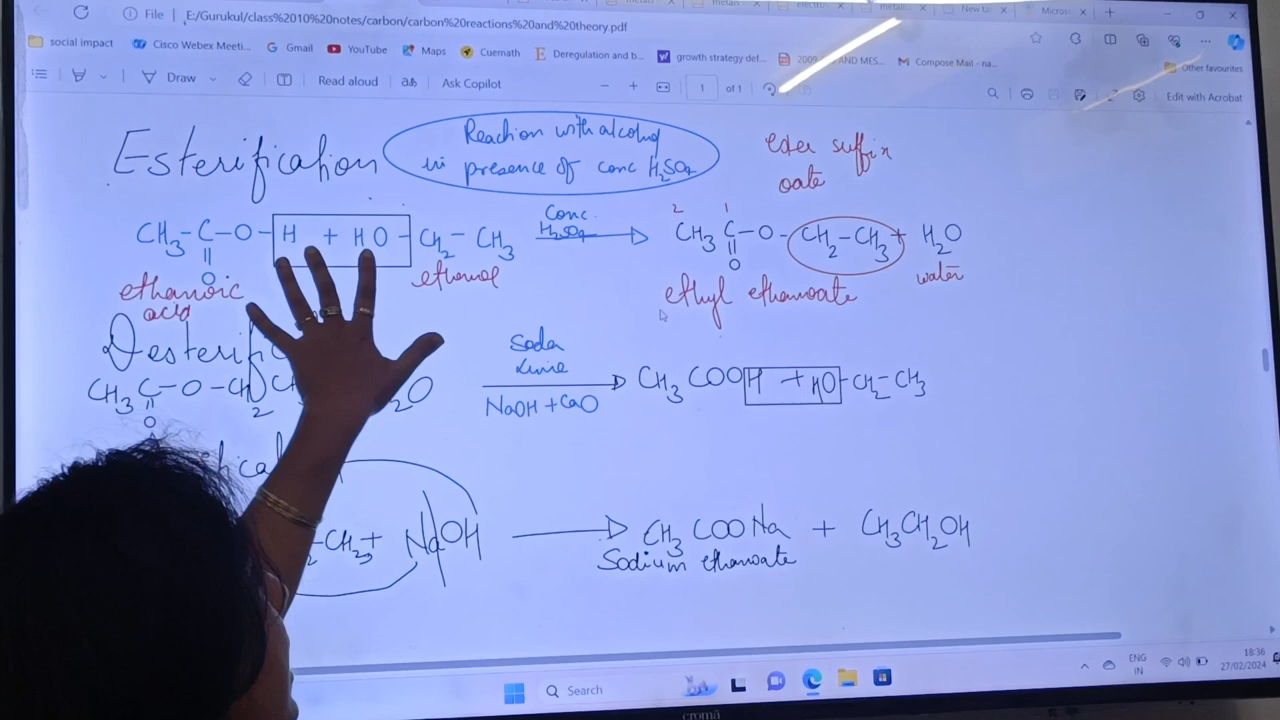 File | E:/Gurukul/class%2010%20notes/carbon/carbon%20reactions%20and%20theory.pdf
social impact Cisco Webex Meeti... Gmail YouTube Maps Cuemath Deregulation and b... growth strategy def... Compose Mail - na...
Other favourites
Draw Read aloud Ask Copilot 1 of 1 Edit with Acrobat
Esterification
Reaction with alcohol
in presence of conc H2SO4
suffix
oate
CH3-C-O-H + HO-CH2-CH3 Conc. H2SO4 → CH3 C-O-CH2-CH3 + H2O
2 1
O O
ethanoic
acid
ethanol
ethyl ethanoate
water
CH3 C-O-
O
Soda
Lime
NaOH + CaO
CH3 COOH + HO-CH2-CH3
NaOH → CH3 COONa + CH3CH2OH
Sodium ethanoate
Search
ENG
IN
18:36
27/02/2024
cromā